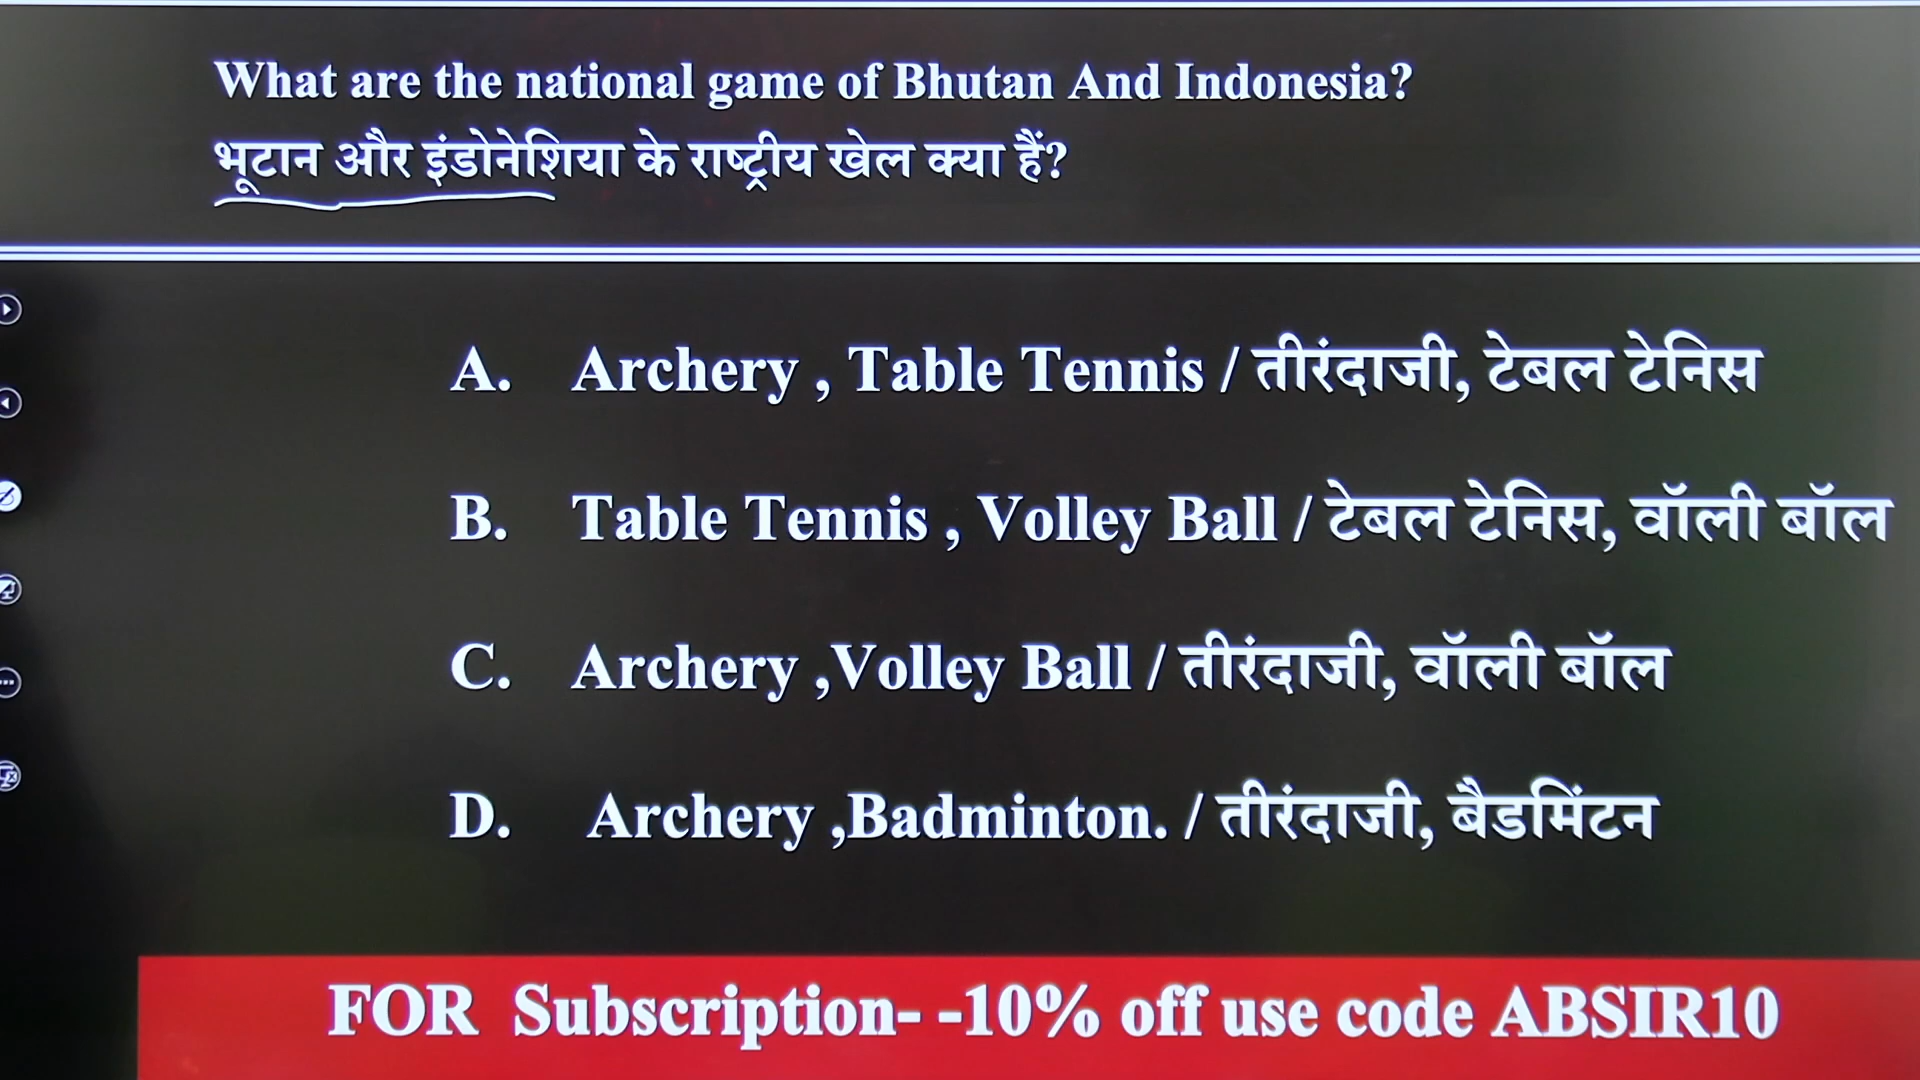 What are the national game of Bhutan And Indonesia?
भूटान और इंडोनेशिया के राष्ट्रीय खेल क्या हैं?
A. Archery , Table Tennis / तीरंदाजी, टेबल टेनिस
B. Table Tennis , Volley Ball / टेबल टेनिस, वॉली बॉल
C. Archery ,Volley Ball / तीरंदाजी, वॉली बॉल
D. Archery ,Badminton. / तीरंदाजी, बैडमिंटन
FOR Subscription- -10% off use code ABSIR10